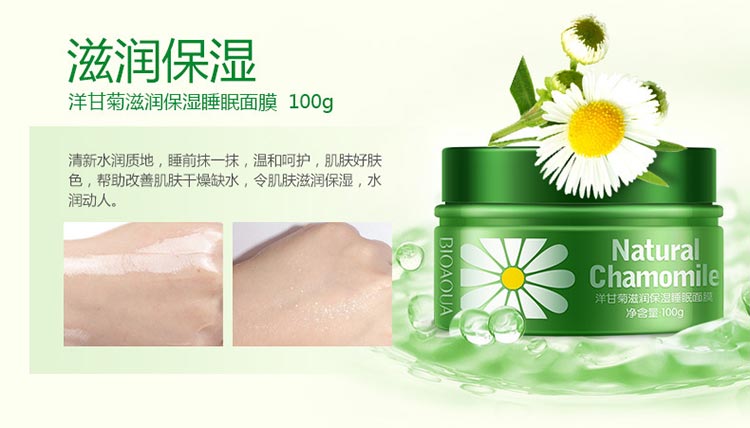 滋润保湿
洋甘菊滋润保湿睡眠面膜 100g
清新水润质地，睡前抹一抹，温和呵护，肌肤好肤
色，帮助改善肌肤干燥缺水，令肌肤滋润保湿，水
润动人。
BIOAQUA
Natural
Chamomile
洋甘菊滋润保湿睡眠面膜
净含量:100g